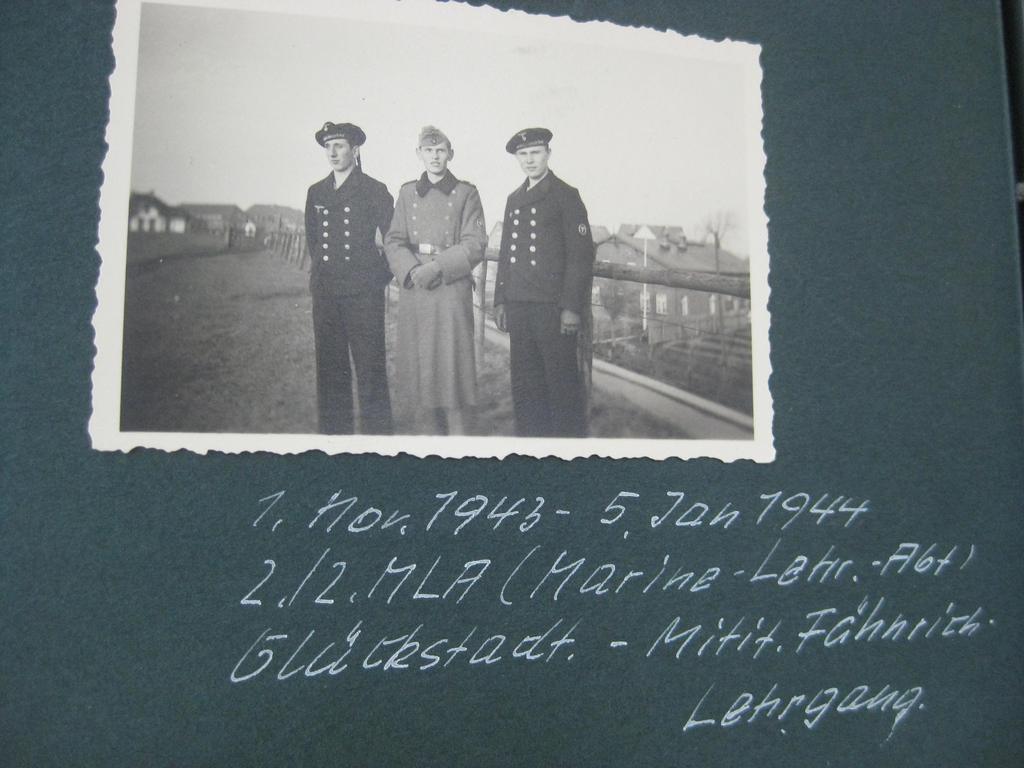 1. Nov. 1943 - 5. Jan 1944
2./2. MLA (Marine-Lehr.-Abt)
Glückstadt. - Milit. Fähnrich.
Lehrgang.